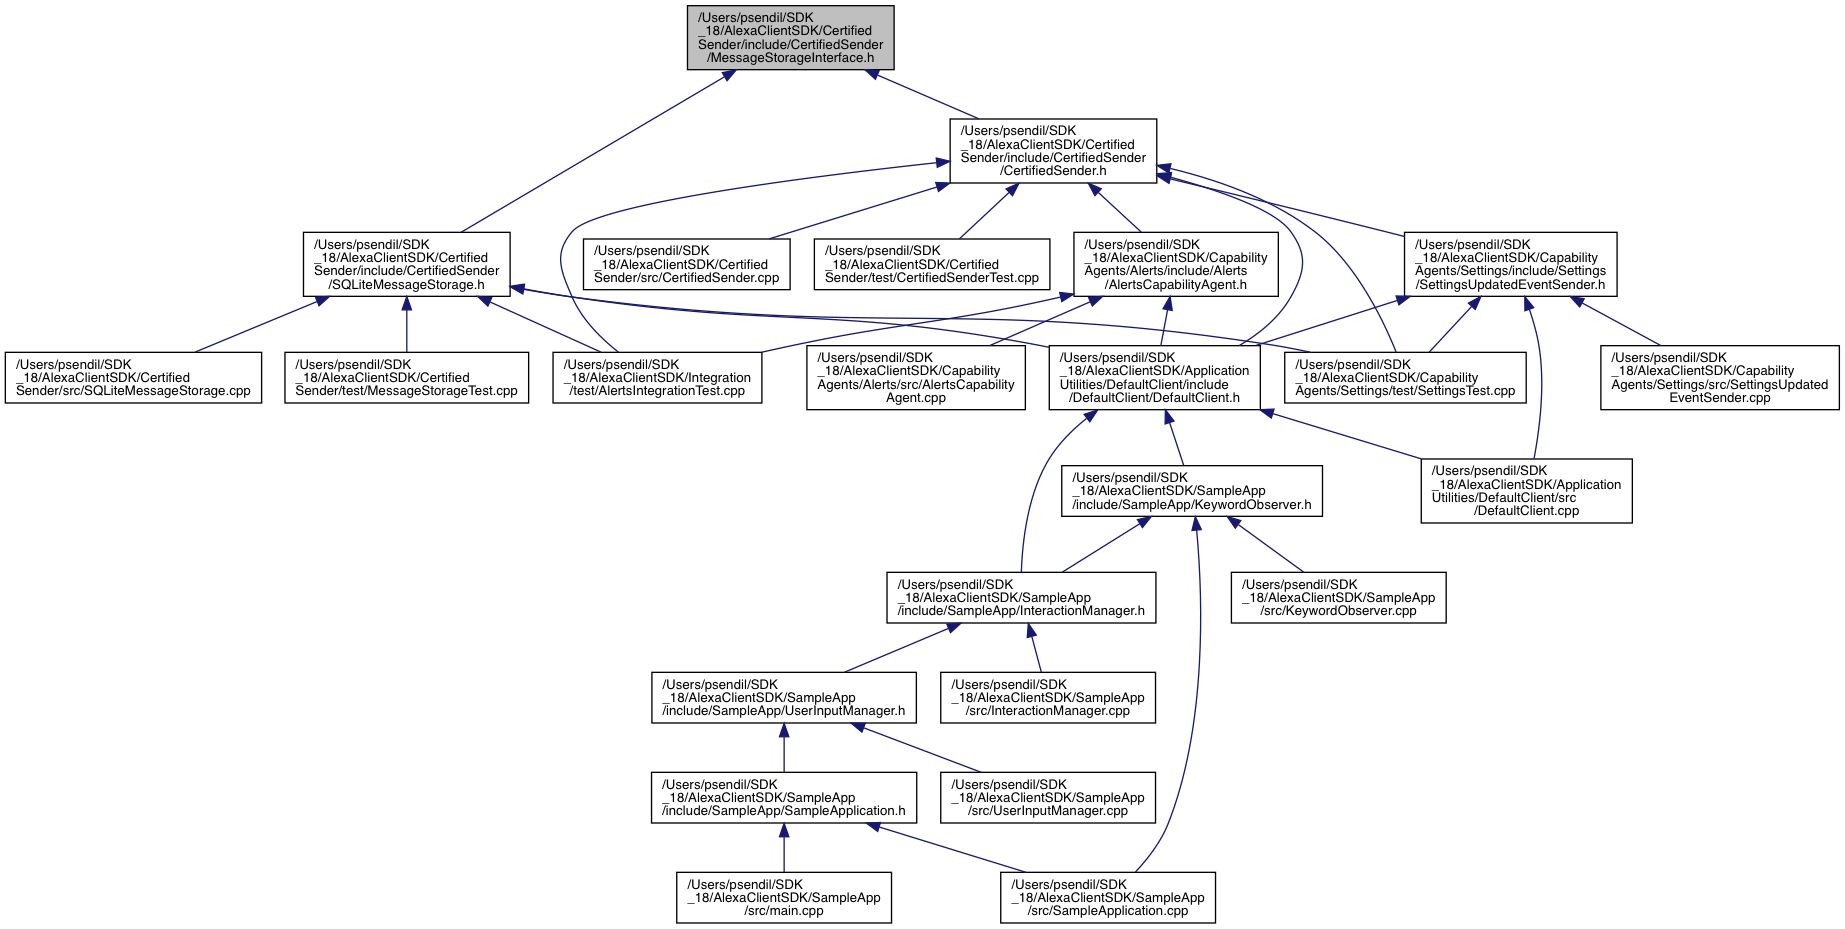 /Users/psendil/SDK
_18/AlexaClientSDK/Certified
Sender/include/CertifiedSender
/MessageStorageInterface.h
/Users/psendil/SDK
_18/AlexaClientSDK/Certified
Sender/include/CertifiedSender
/CertifiedSender.h
/Users/psendil/SDK
_18/AlexaClientSDK/Certified
Sender/include/CertifiedSender
/SQLiteMessageStorage.h
/Users/psendil/SDK
_18/AlexaClientSDK/Certified
Sender/src/CertifiedSender.cpp
/Users/psendil/SDK
_18/AlexaClientSDK/Certified
Sender/test/CertifiedSenderTest.cpp
/Users/psendil/SDK
_18/AlexaClientSDK/Capability
Agents/Alerts/include/Alerts
/AlertsCapabilityAgent.h
/Users/psendil/SDK
_18/AlexaClientSDK/Capability
Agents/Settings/include/Settings
/SettingsUpdatedEventSender.h
/Users/psendil/SDK
_18/AlexaClientSDK/Certified
Sender/src/SQLiteMessageStorage.cpp
/Users/psendil/SDK
_18/AlexaClientSDK/Certified
Sender/test/MessageStorageTest.cpp
/Users/psendil/SDK
_18/AlexaClientSDK/Integration
/test/AlertsIntegrationTest.cpp
/Users/psendil/SDK
_18/AlexaClientSDK/Capability
Agents/Alerts/src/AlertsCapability
Agent.cpp
/Users/psendil/SDK
_18/AlexaClientSDK/Application
Utilities/DefaultClient/include
/DefaultClient/DefaultClient.h
/Users/psendil/SDK
_18/AlexaClientSDK/Capability
Agents/Settings/test/SettingsTest.cpp
/Users/psendil/SDK
_18/AlexaClientSDK/Capability
Agents/Settings/src/SettingsUpdated
EventSender.cpp
/Users/psendil/SDK
_18/AlexaClientSDK/SampleApp
/include/SampleApp/KeywordObserver.h
/Users/psendil/SDK
_18/AlexaClientSDK/Application
Utilities/DefaultClient/src
/DefaultClient.cpp
/Users/psendil/SDK
_18/AlexaClientSDK/SampleApp
/include/SampleApp/InteractionManager.h
/Users/psendil/SDK
_18/AlexaClientSDK/SampleApp
/src/KeywordObserver.cpp
/Users/psendil/SDK
_18/AlexaClientSDK/SampleApp
/include/SampleApp/UserInputManager.h
/Users/psendil/SDK
_18/AlexaClientSDK/SampleApp
/src/InteractionManager.cpp
/Users/psendil/SDK
_18/AlexaClientSDK/SampleApp
/include/SampleApp/SampleApplication.h
/Users/psendil/SDK
_18/AlexaClientSDK/SampleApp
/src/UserInputManager.cpp
/Users/psendil/SDK
_18/AlexaClientSDK/SampleApp
/src/main.cpp
/Users/psendil/SDK
_18/AlexaClientSDK/SampleApp
/src/SampleApplication.cpp